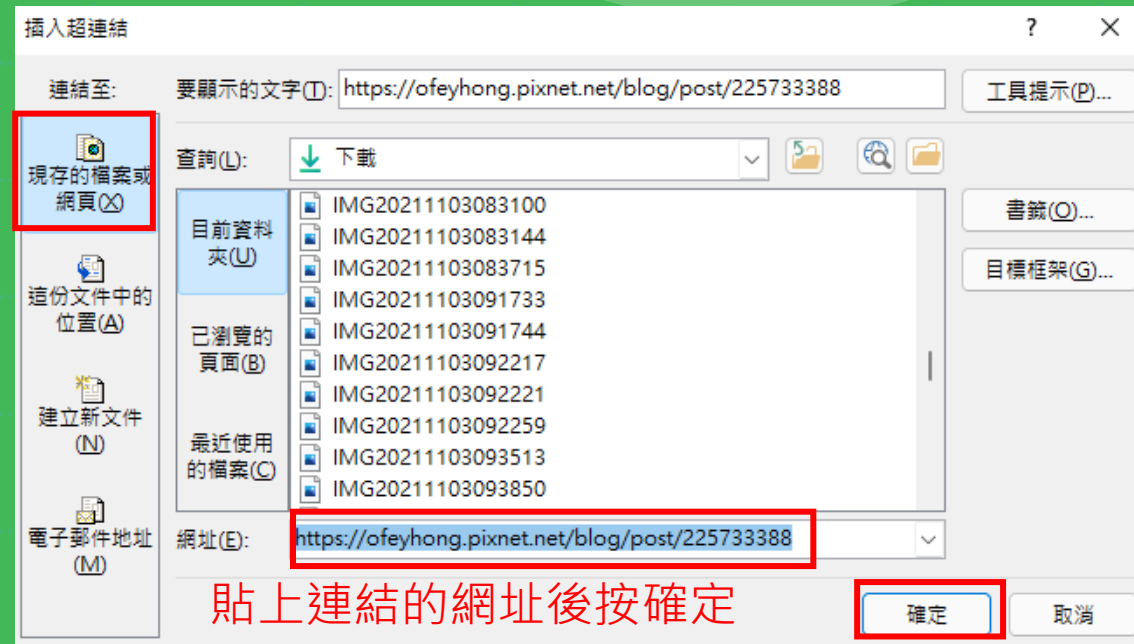 插入超連結
?
連結至:
要顯示的文字(T): https://ofeyhong.pixnet.net/blog/post/225733388
工具提示(P)...
現存的檔案或
網頁(X)
查詢(L):
下載
目前資料
夾(U)
IMG20211103083100
IMG20211103083144
IMG20211103083715
IMG20211103091733
IMG20211103091744
IMG20211103092217
IMG20211103092221
IMG20211103092259
IMG20211103093513
IMG20211103093850
書籤(O)...
目標框架(G)...
這份文件中的
位置(A)
已瀏覽的
頁面(B)
建立新文件
(N)
最近使用
的檔案(C)
電子郵件地址
(M)
網址(E): https://ofeyhong.pixnet.net/blog/post/225733388
貼上連結的網址後按確定
確定
取消